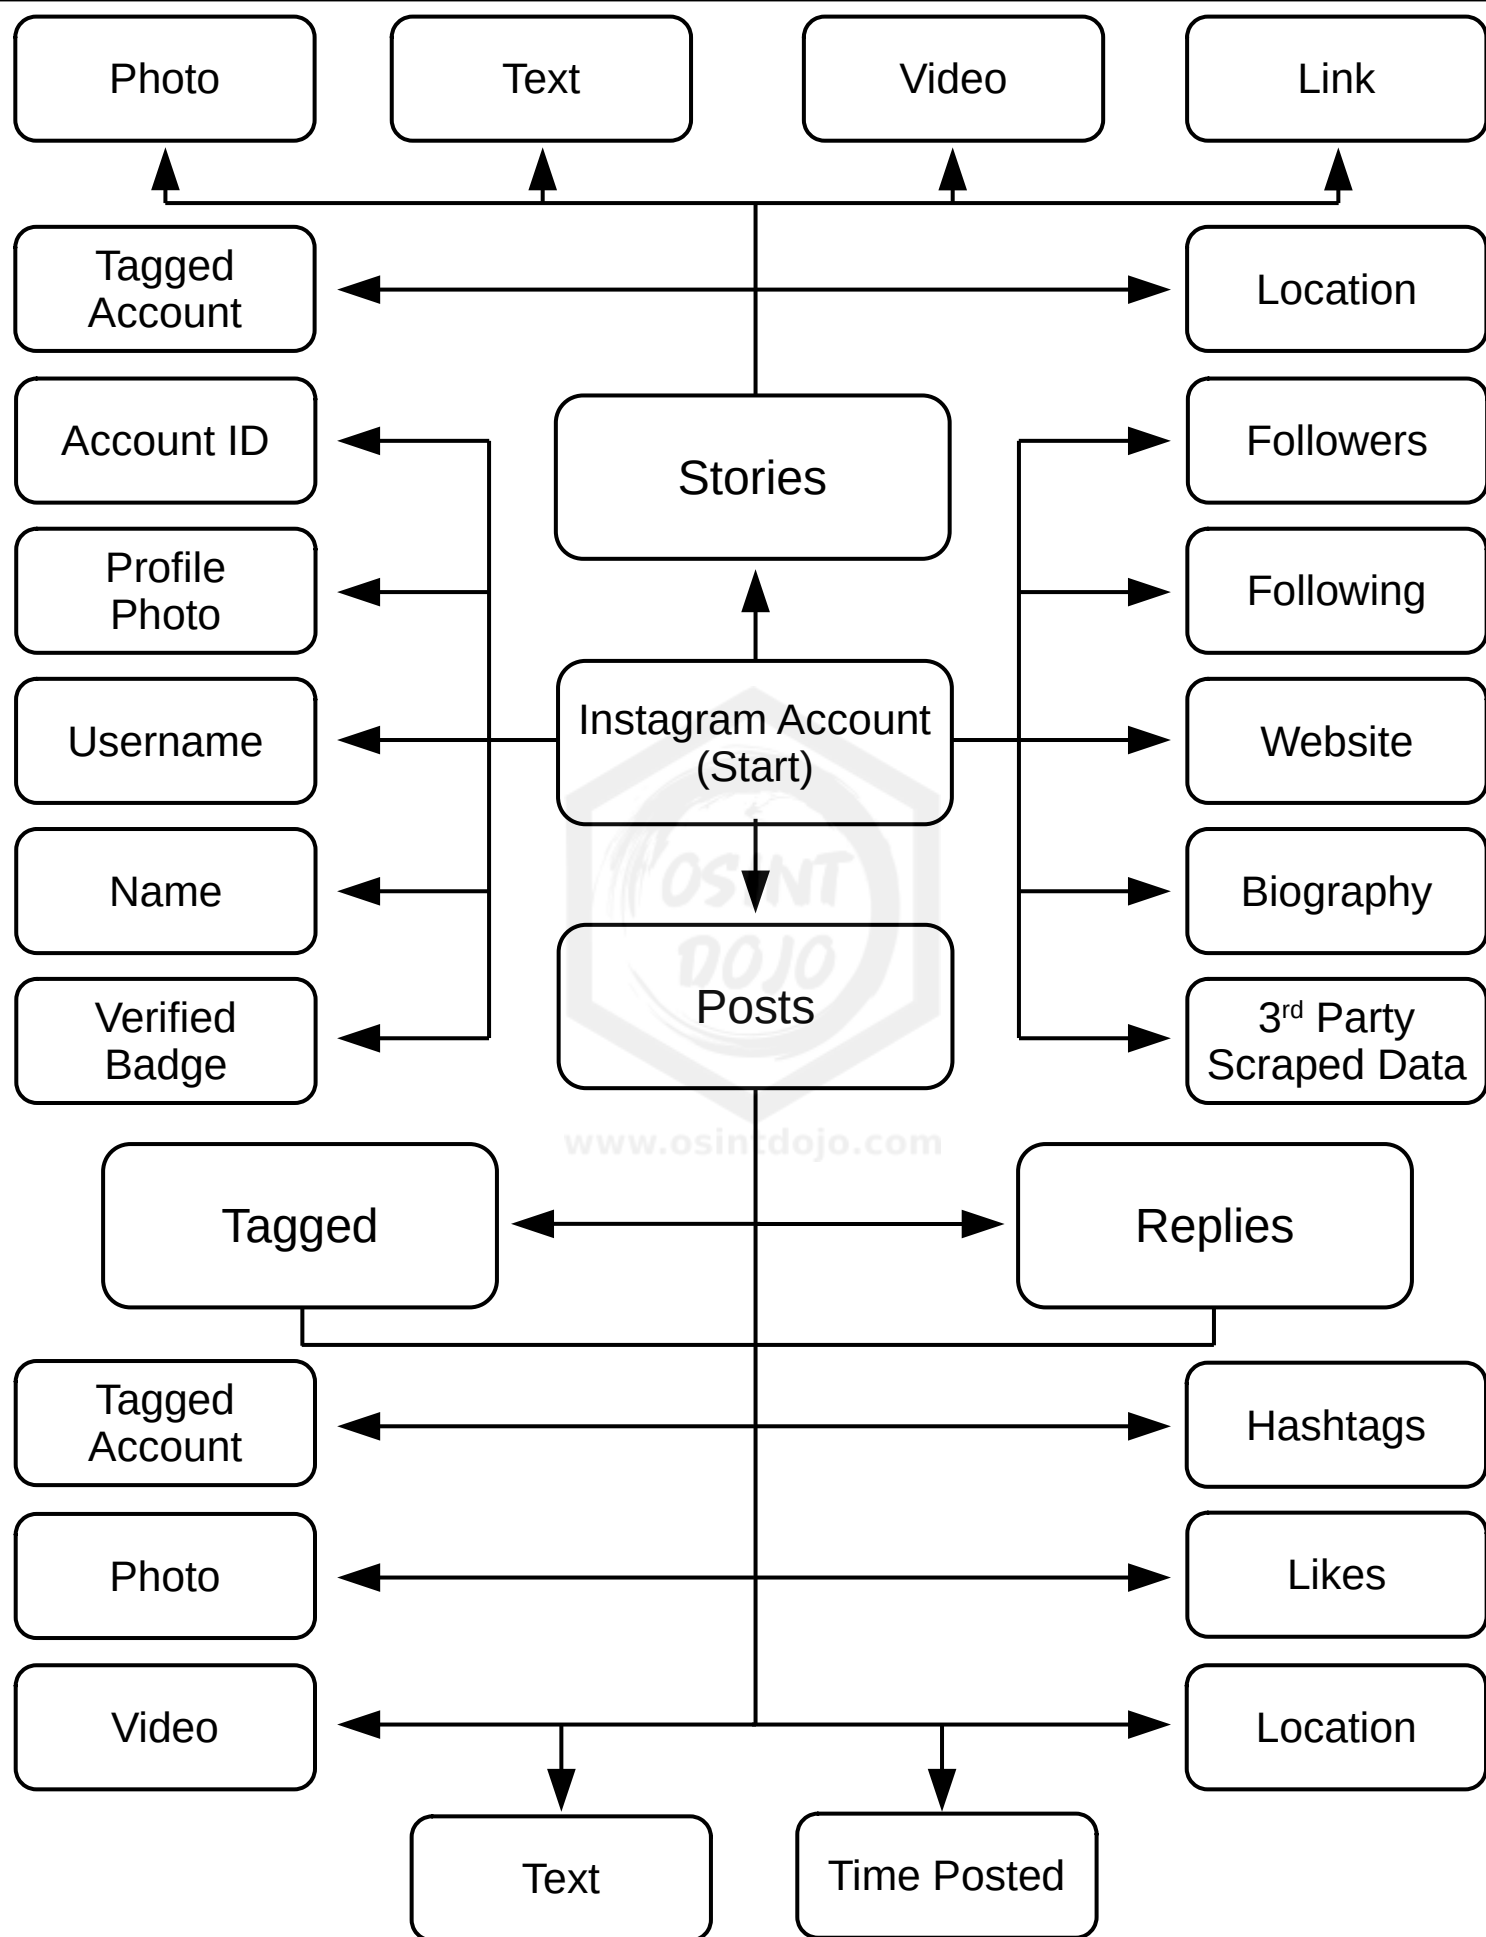 Photo
Text
Video
Link
Tagged
Account
Location
Account ID
Stories
Followers
Profile
Photo
Following
Username
Instagram Account
(Start)
Website
Name
OSINT
DOJO
Biography
Verified
Badge
Posts
3rd Party
Scraped Data
www.osintdojo.com
Tagged
Replies
Tagged
Account
Hashtags
Photo
Likes
Video
Location
Text
Time Posted